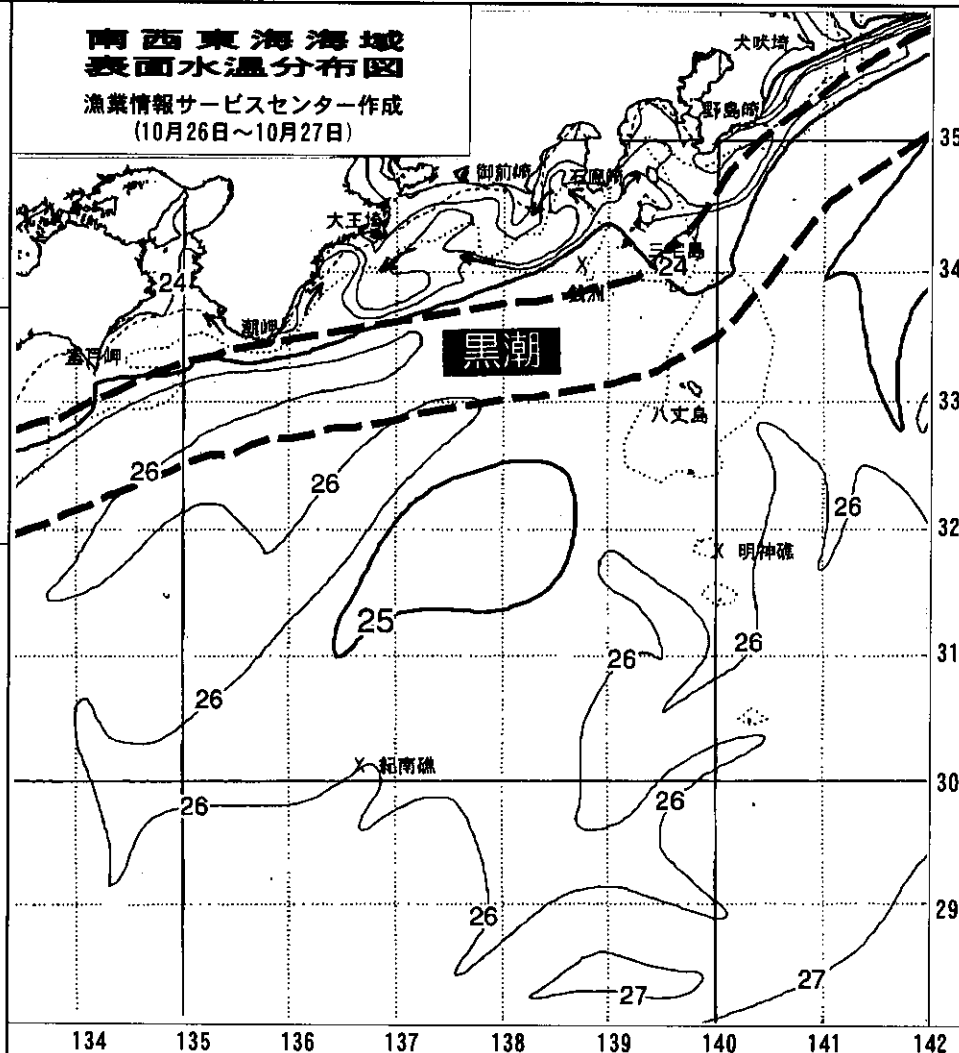 南西東海海域
表面水温分布図
漁業情報サービスセンター作成
(10月26日～10月27日)
犬吠埼
野島崎
35
御前崎
石廊崎
大王埼
三宅島
24
34
24
銭洲
潮岬
室戸岬
黒潮
33
八丈島
26
26
26
32
X 明神礁
25
31
26
26
26
X 紀南礁
30
26
26
29
26
27
27
134 135 136 137 138 139 140 141 142